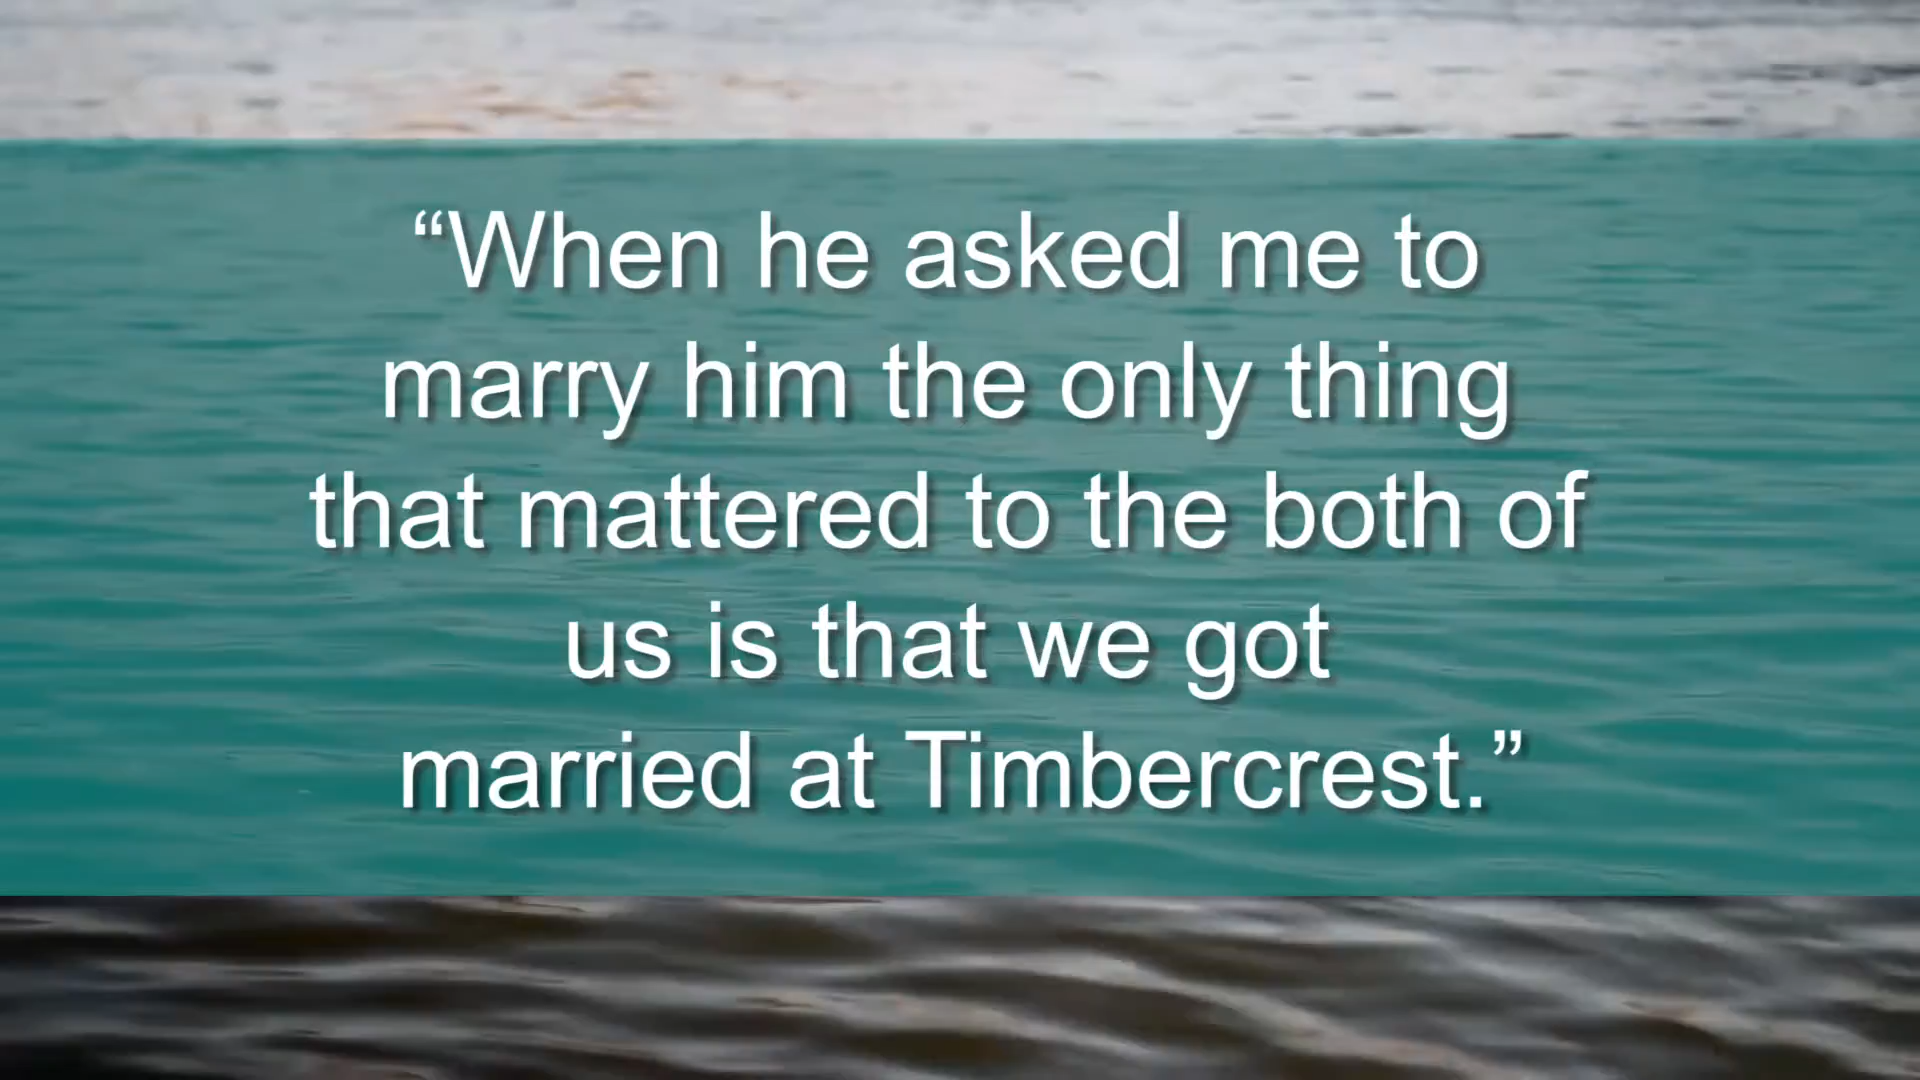 “When he asked me to
marry him the only thing
that mattered to the both of
us is that we got
married at Timbercrest.”